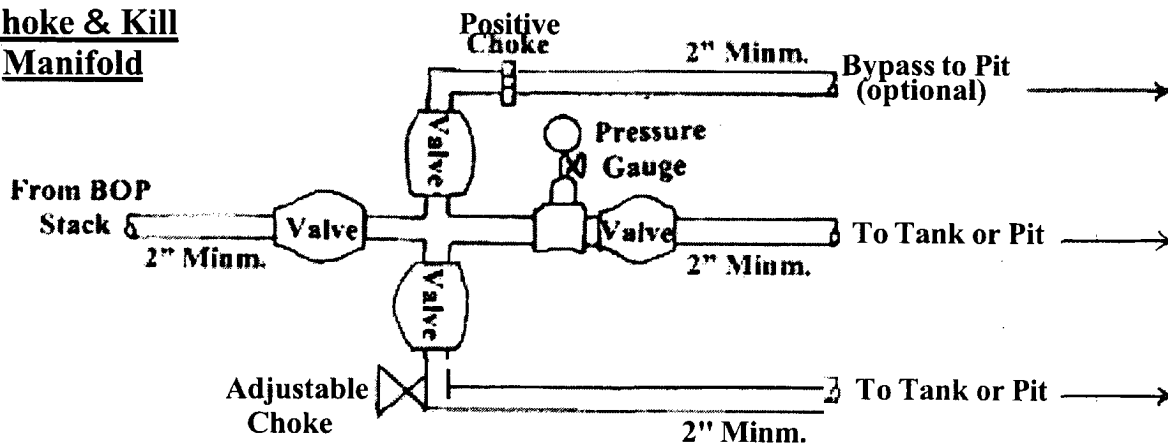 hoke & Kill
Manifold
Positive
Choke
2" Minm.
Bypass to Pit
(optional)
Valve
Pressure
Gauge
From BOP
Stack
Valve
Valve
To Tank or Pit
2" Minm.
2" Minm.
Valve
Adjustable
Choke
To Tank or Pit
2" Minm.